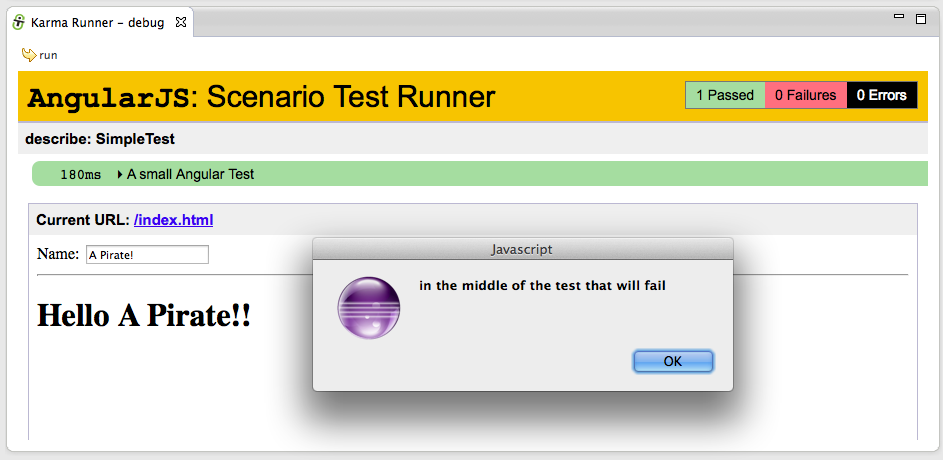 Karma Runner - debug
run
AngularJS: Scenario Test Runner
1 Passed 0 Failures 0 Errors
describe: SimpleTest
180ms A small Angular Test
Current URL: /index.html
Name: A Pirate!
Hello A Pirate!!
Javascript
in the middle of the test that will fail
OK